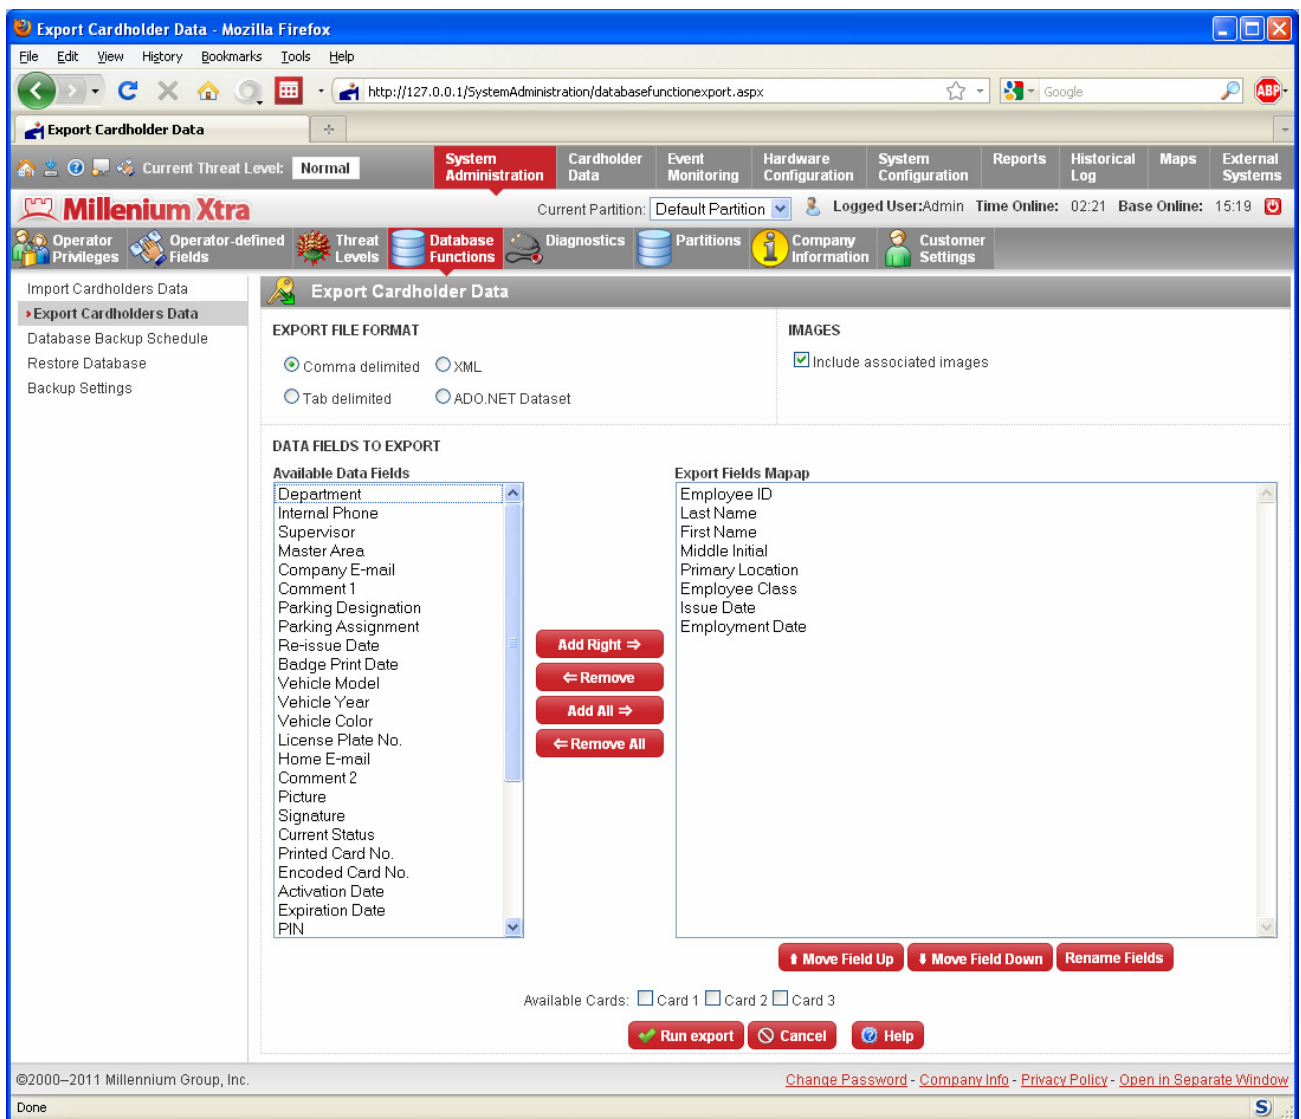 Export Cardholder Data - Mozilla Firefox
File Edit View History Bookmarks Tools Help
http://127.0.0.1/SystemAdministration/databasefunctionexport.aspx Google ABP
Export Cardholder Data
Current Threat Level: Normal System Administration Cardholder Data Event Monitoring Hardware Configuration System Configuration Reports Historical Log Maps External Systems
Millenium Xtra Current Partition: Default Partition Logged User:Admin Time Online: 02:21 Base Online: 15:19
Operator Privileges Operator-defined Fields Threat Levels Database Functions Diagnostics Partitions Company Information Customer Settings
Import Cardholders Data
Export Cardholders Data
Database Backup Schedule
Restore Database
Backup Settings
Export Cardholder Data
EXPORT FILE FORMAT
Comma delimited XML
Tab delimited ADO.NET Dataset
IMAGES
Include associated images
DATA FIELDS TO EXPORT
Available Data Fields
Department
Internal Phone
Supervisor
Master Area
Company E-mail
Comment 1
Parking Designation
Parking Assignment
Re-issue Date
Badge Print Date
Vehicle Model
Vehicle Year
Vehicle Color
License Plate No.
Home E-mail
Comment 2
Picture
Signature
Current Status
Printed Card No.
Encoded Card No.
Activation Date
Expiration Date
PIN
Add Right ⇒
⇐ Remove
Add All ⇒
⇐ Remove All
Export Fields Mapap
Employee ID
Last Name
First Name
Middle Initial
Primary Location
Employee Class
Issue Date
Employment Date
Move Field Up Move Field Down Rename Fields
Available Cards: Card 1 Card 2 Card 3
Run export Cancel Help
©2000–2011 Millennium Group, Inc. Change Password - Company Info - Privacy Policy - Open in Separate Window
Done S